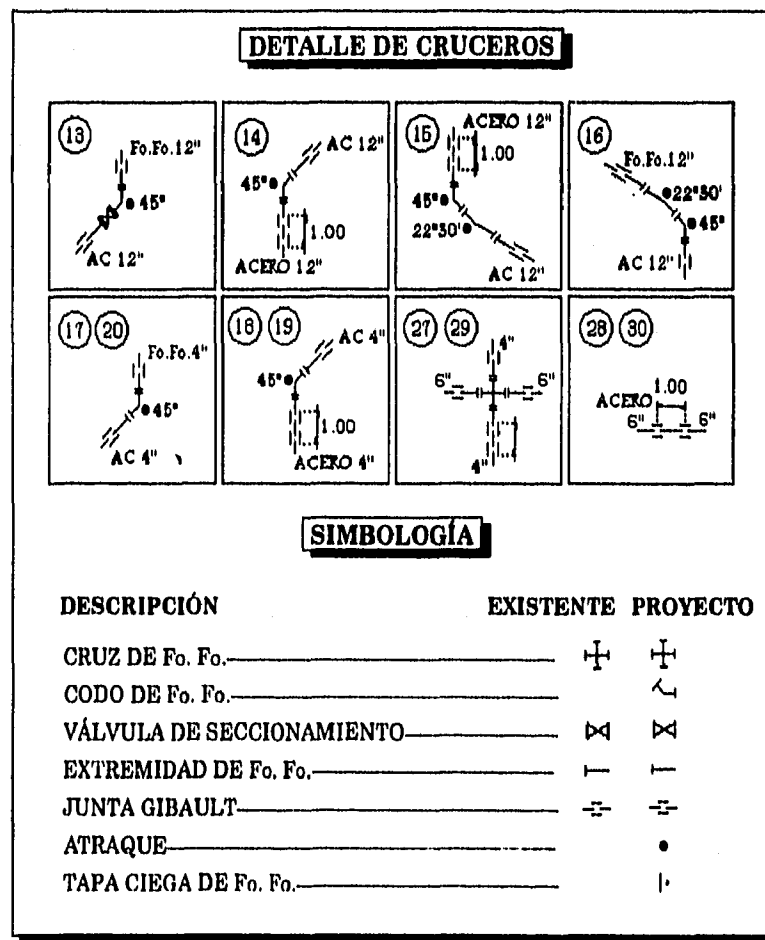 DETALLE DE CRUCEROS
13
Fo.Fo.12"
45°
AC 12"
14
AC 12"
45°
1.00
ACERO 12"
15
ACERO 12"
1.00
45°
22°30'
AC 12"
16
Fo.Fo.12"
22°30'
45°
AC 12"
17 20
Fo.Fo.4"
45°
AC 4"
18 19
AC 4"
45°
1.00
ACERO 4"
27 29
4"
6" 6"
4"
28 30
1.00
ACERO
6" 6"
SIMBOLOGÍA
DESCRIPCIÓN EXISTENTE PROYECTO
CRUZ DE Fo. Fo.
CODO DE Fo. Fo.
VÁLVULA DE SECCIONAMIENTO
EXTREMIDAD DE Fo. Fo.
JUNTA GIBAULT
ATRAQUE
TAPA CIEGA DE Fo. Fo.